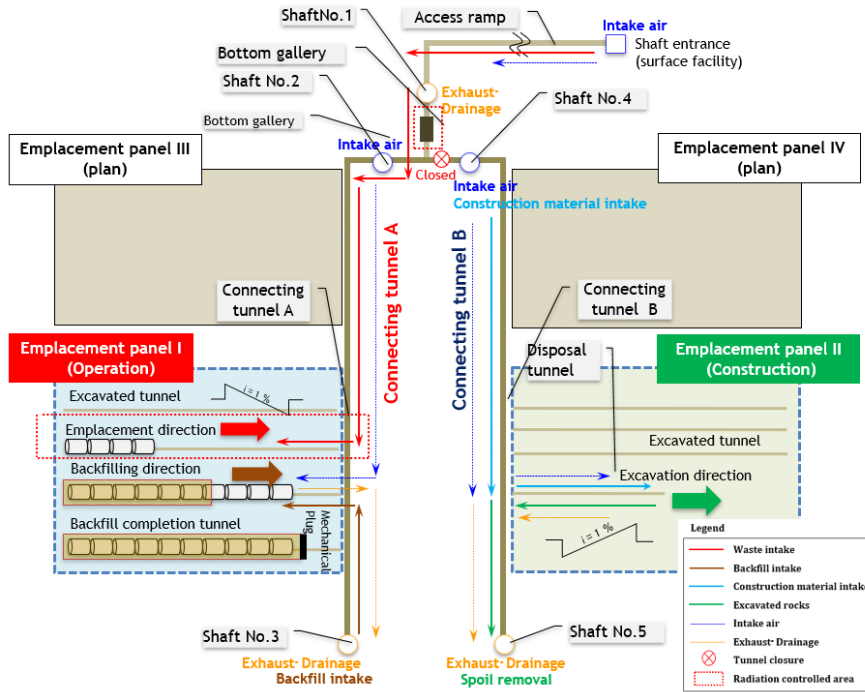 ShaftNo.1
Access ramp
Intake air
Shaft entrance
(surface facility)
Bottom gallery
Shaft No.2
Exhaust-
Drainage
Shaft No.4
Bottom gallery
Intake air
Closed
Intake air
Construction material intake
Emplacement panel III
(plan)
Emplacement panel IV
(plan)
Connecting tunnel A
Connecting tunnel B
Connecting
tunnel A
Connecting
tunnel B
Disposal
tunnel
Emplacement panel I
(Operation)
Emplacement panel II
(Construction)
Excavated tunnel
i = 1 %
Emplacement direction
Backfilling direction
Backfill completion tunnel
Mechanical
plug
Excavated tunnel
Excavation direction
i = 1 %
Shaft No.3
Exhaust- Drainage
Backfill intake
Shaft No.5
Exhaust- Drainage
Spoil removal
Legend
Waste intake
Backfill intake
Construction material intake
Excavated rocks
Intake air
Exhaust- Drainage
Tunnel closure
Radiation controlled area